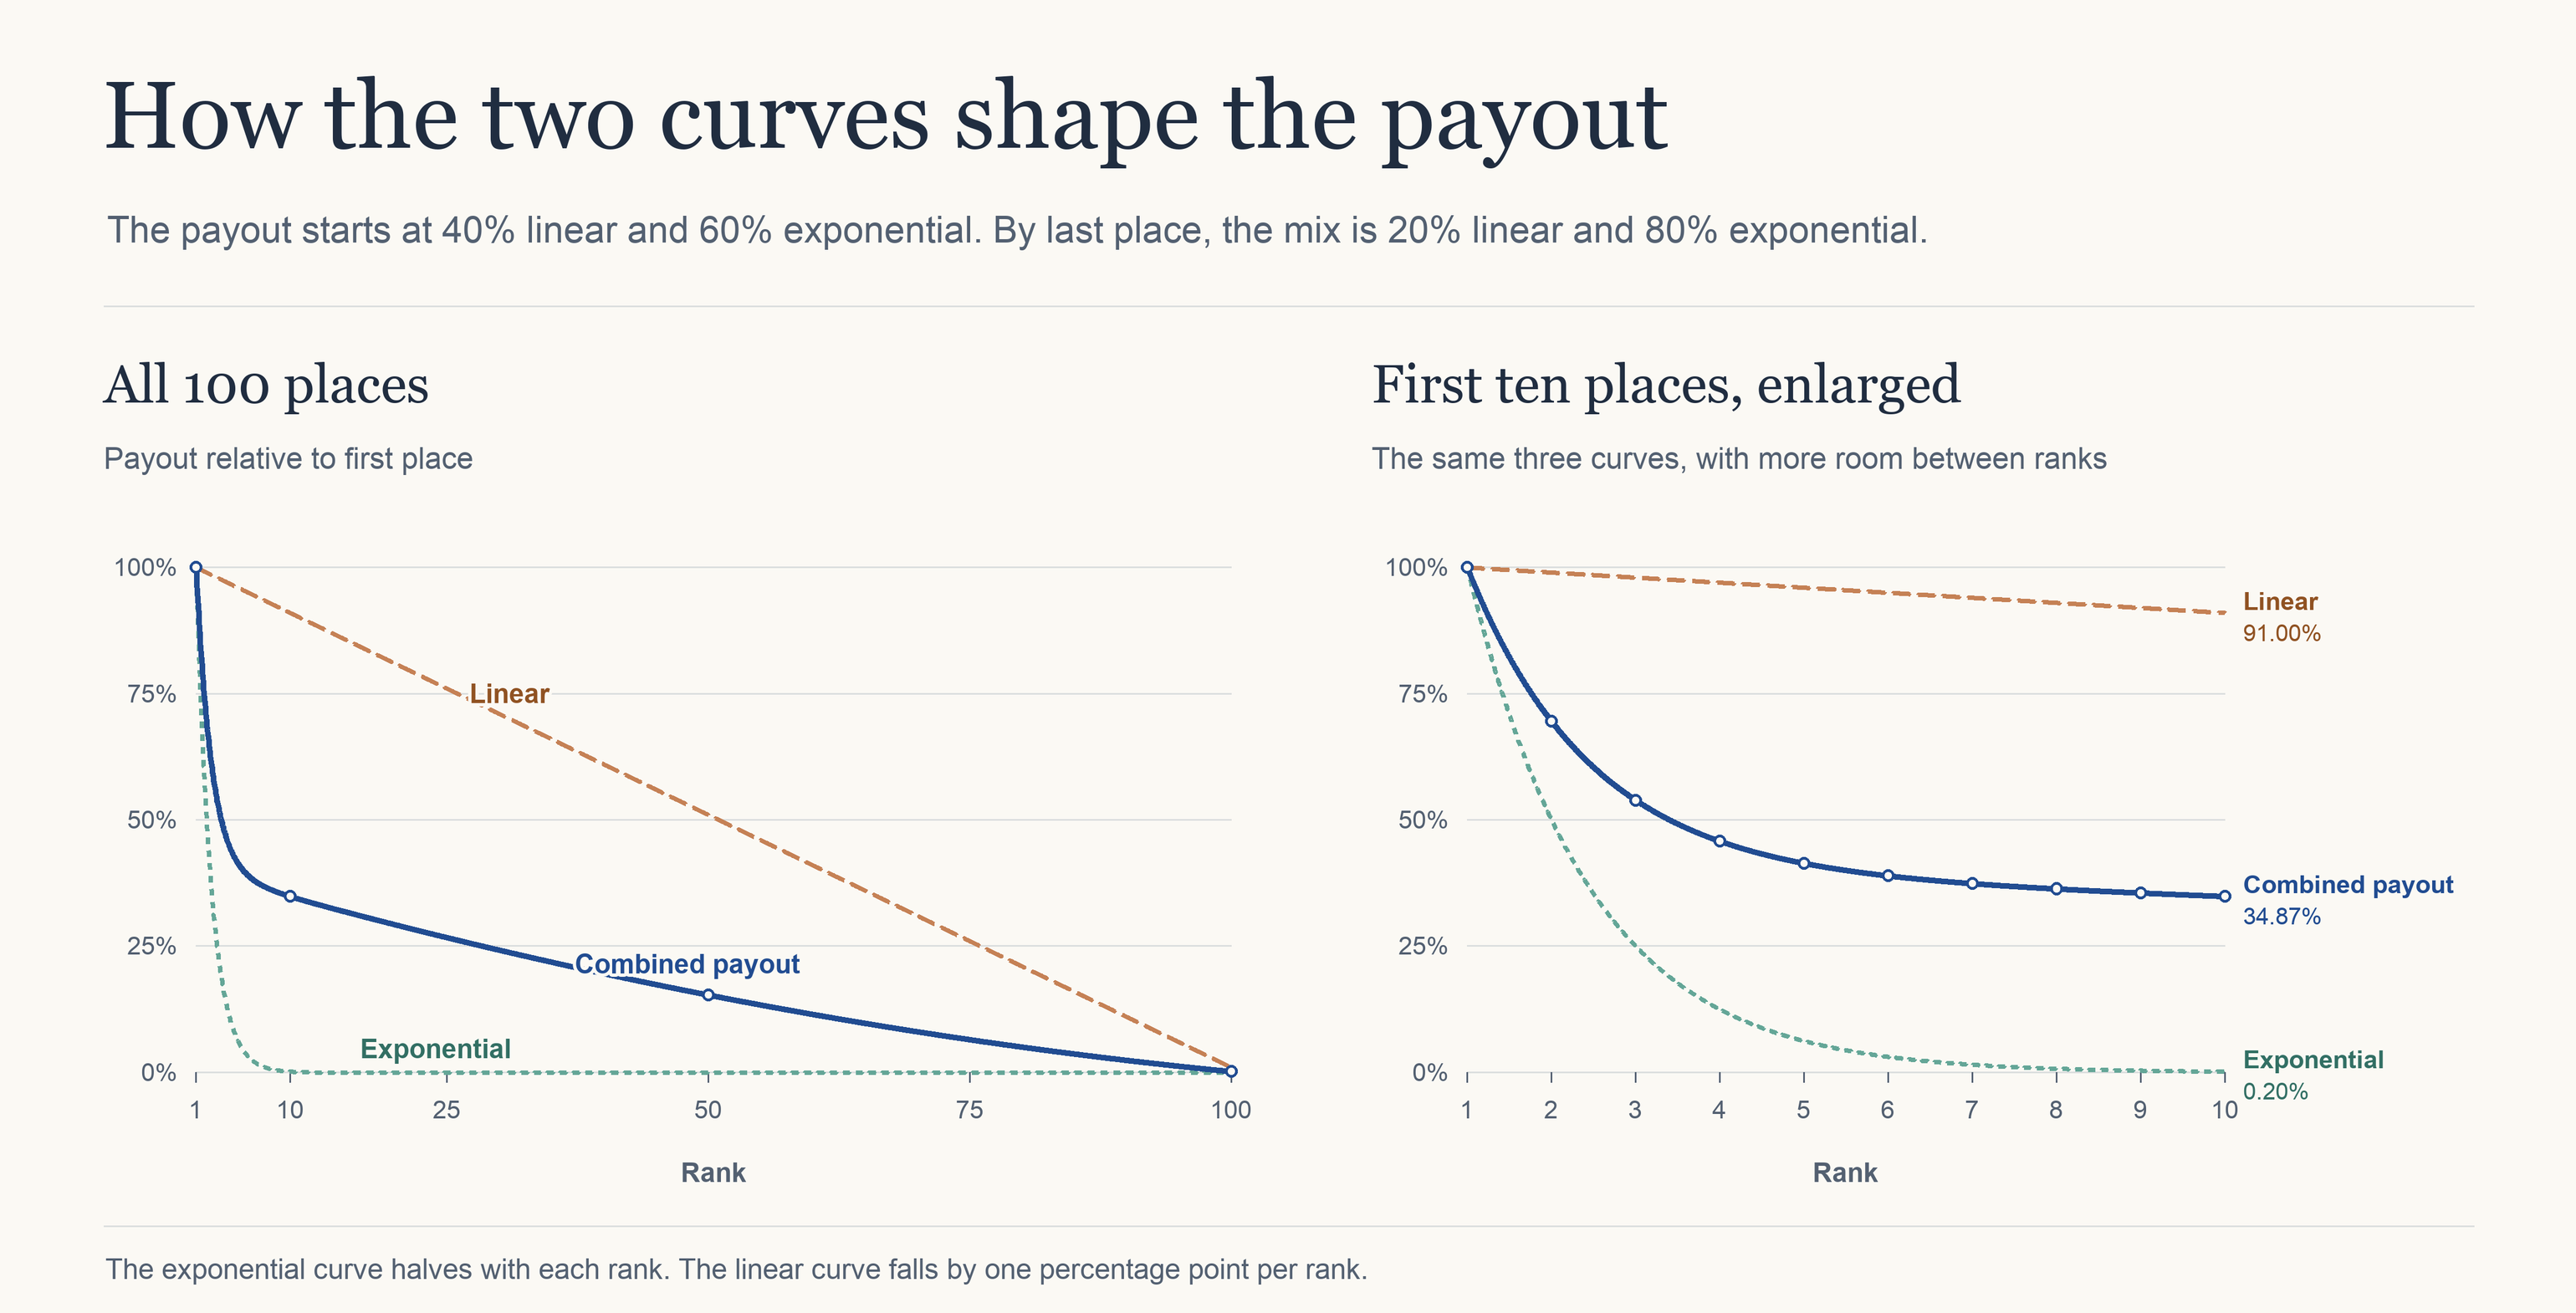 How the two curves shape the payout
The payout starts at 40% linear and 60% exponential. By last place, the mix is 20% linear and 80% exponential.
All 100 places
Payout relative to first place
100%
75%
50%
25%
0%
Linear
Combined payout
Exponential
1 10 25 50 75 100
Rank
First ten places, enlarged
The same three curves, with more room between ranks
100%
75%
50%
25%
0%
Linear
91.00%
Combined payout
34.87%
Exponential
0.20%
1 2 3 4 5 6 7 8 9 10
Rank
The exponential curve halves with each rank. The linear curve falls by one percentage point per rank.